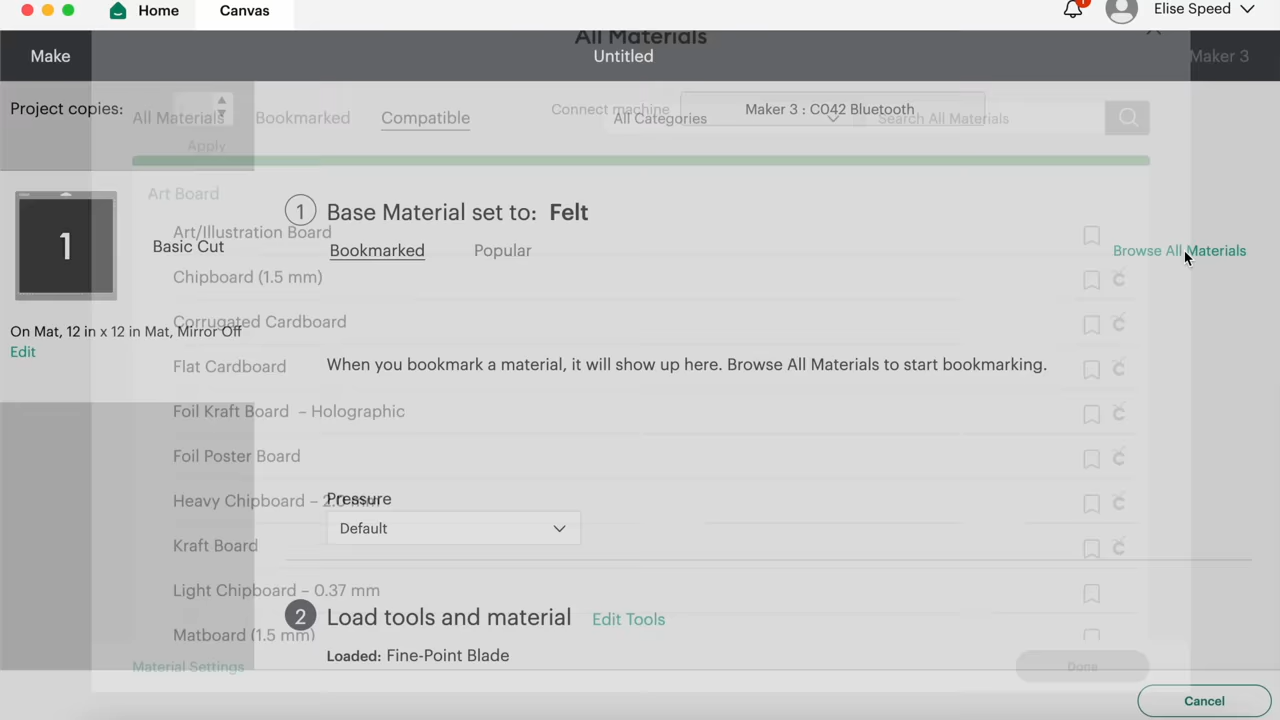 Home
Canvas
1
Elise Speed
All Materials
Make
Untitled
Maker 3
Project copies:
Connect machine
Maker 3 : CO42 Bluetooth
All Materials
Bookmarked
Compatible
All Categories
Search All Materials
Apply
Art Board
1 Base Material set to: Felt
Art/Illustration Board
1
Basic Cut
Bookmarked
Popular
Browse All Materials
Chipboard (1.5 mm)
Corrugated Cardboard
On Mat, 12 in x 12 in Mat, Mirror Off
Edit
Flat Cardboard
When you bookmark a material, it will show up here. Browse All Materials to start bookmarking.
Foil Kraft Board – Holographic
Foil Poster Board
Heavy Chipboard – 2.0 mm
Pressure
Default
Kraft Board
Light Chipboard – 0.37 mm
2 Load tools and material
Edit Tools
Matboard (1.5 mm)
Loaded: Fine-Point Blade
Material Settings
Done
Cancel